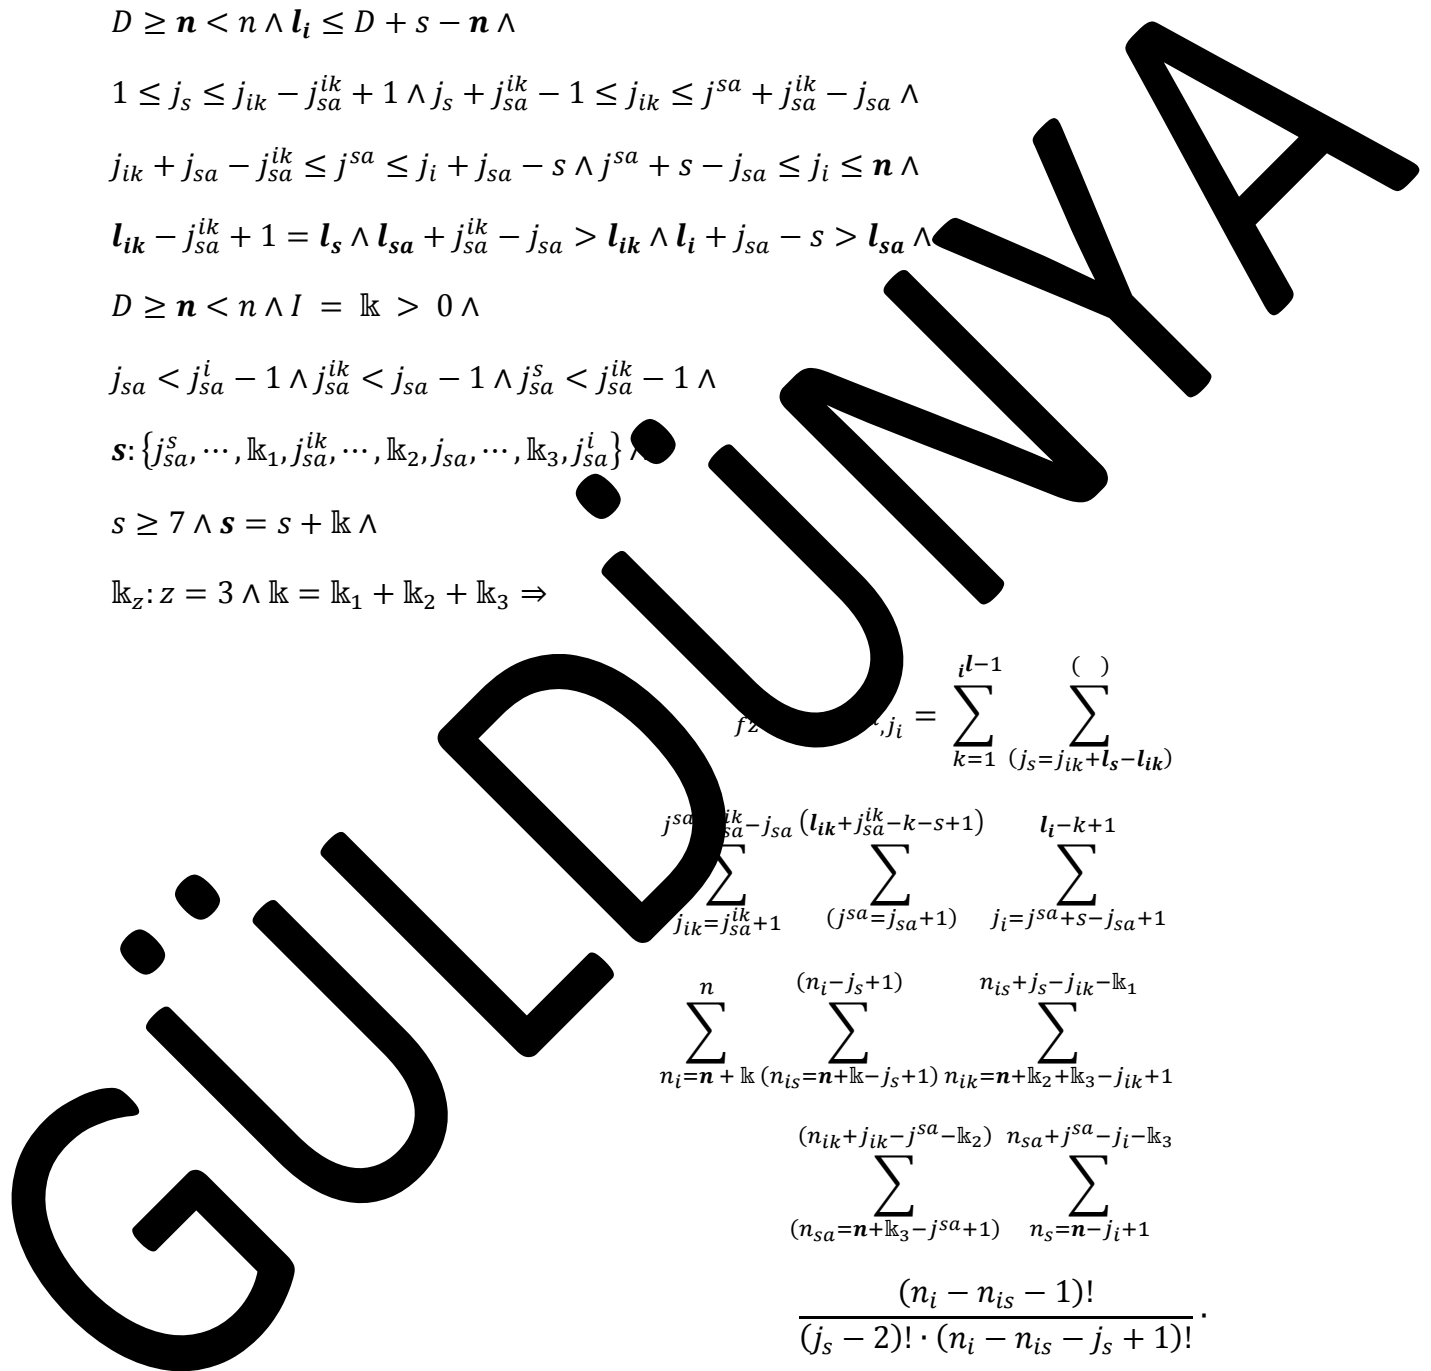 D ≥ 𝒏 < n ∧ 𝒍ᵢ ≤ D + s − 𝒏 ∧
1 ≤ j_s ≤ j_{ik} − j_{sa}^{ik} + 1 ∧ j_s + j_{sa}^{ik} − 1 ≤ j_{ik} ≤ j^{sa} + j_{sa}^{ik} − j_{sa} ∧
j_{ik} + j_{sa} − j_{sa}^{ik} ≤ j^{sa} ≤ j_i + j_{sa} − s ∧ j^{sa} + s − j_{sa} ≤ j_i ≤ 𝒏 ∧
𝒍_{𝒊𝒌} − j_{sa}^{ik} + 1 = 𝒍_𝒔 ∧ 𝒍_{𝒔𝒂} + j_{sa}^{ik} − j_{sa} > 𝒍_{𝒊𝒌} ∧ 𝒍_𝒊 + j_{sa} − s > 𝒍_{𝒔𝒂} ∧
D ≥ 𝒏 < n ∧ I = 𝕜 > 0 ∧
j_{sa} < j_{sa}^{i} − 1 ∧ j_{sa}^{ik} < j_{sa} − 1 ∧ j_{sa}^{s} < j_{sa}^{ik} − 1 ∧
𝒔: {j_{sa}^{s}, ⋯, 𝕜_1, j_{sa}^{ik}, ⋯, 𝕜_2, j_{sa}, ⋯, 𝕜_3, j_{sa}^{i}} ∧
s ≥ 7 ∧ 𝒔 = s + 𝕜 ∧
𝕜_z: z = 3 ∧ 𝕜 = 𝕜_1 + 𝕜_2 + 𝕜_3 ⇒
,j_i = ∑_{k=1}^{_𝒊𝒍−1} ∑_{(j_s=j_{ik}+𝒍_𝒔−𝒍_{𝒊𝒌})}^{( )}
∑_{j_{ik}=j_{sa}^{ik}+1} ∑_{(j^{sa}=j_{sa}+1)}^{(𝒍_{𝒊𝒌}+j_{sa}^{ik}−k−s+1)} ∑_{j_i=j^{sa}+s−j_{sa}+1}^{𝒍_𝒊−k+1}
∑_{n_i=𝒏+𝕜}^{n} ∑_{(n_{is}=𝒏+𝕜−j_s+1)}^{(n_i−j_s+1)} ∑_{n_{ik}=𝒏+𝕜_2+𝕜_3−j_{ik}+1}^{n_{is}+j_s−j_{ik}−𝕜_1}
∑_{(n_{sa}=𝒏+𝕜_3−j^{sa}+1)}^{(n_{ik}+j_{ik}−j^{sa}−𝕜_2)} ∑_{n_s=𝒏−j_i+1}^{n_{sa}+j^{sa}−j_i−𝕜_3}
(n_i − n_{is} − 1)!
(j_s − 2)! · (n_i − n_{is} − j_s + 1)! ·
GÜLDÜNYA